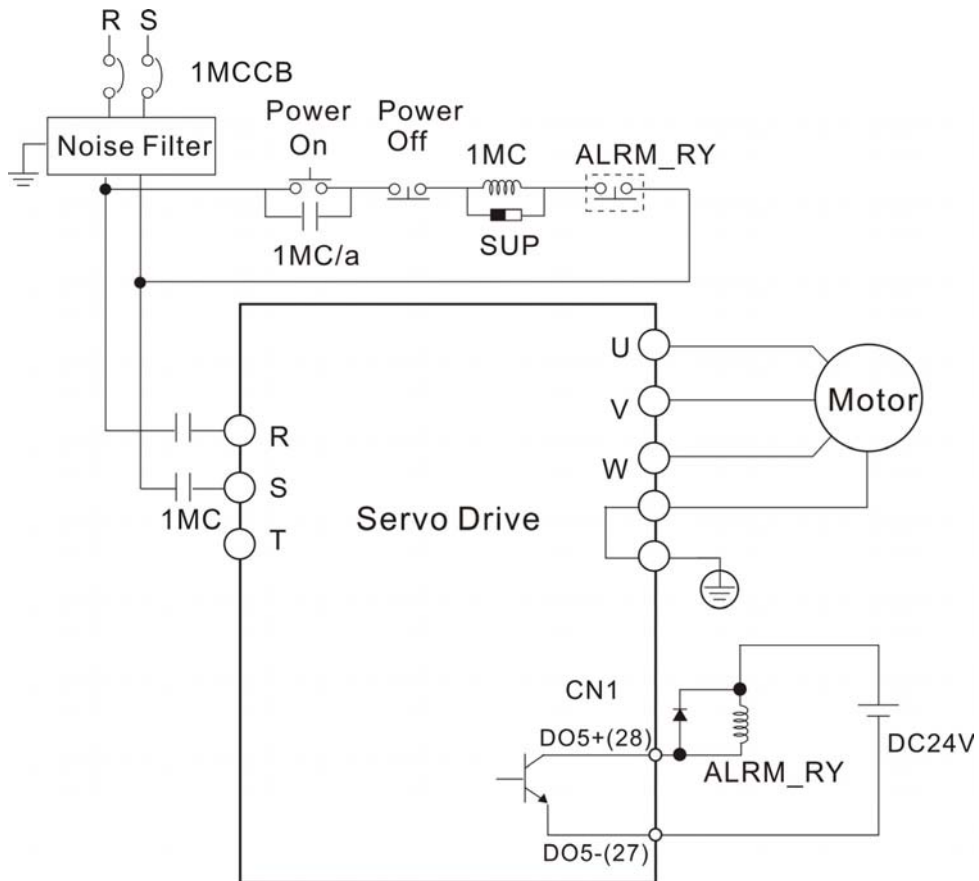 R S
1MCCB
Noise Filter
Power
On
Power
Off
1MC
ALRM_RY
1MC/a
SUP
U
V
Motor
R
W
S
1MC
Servo Drive
T
CN1
DO5+(28)
ALRM_RY
DC24V
DO5-(27)